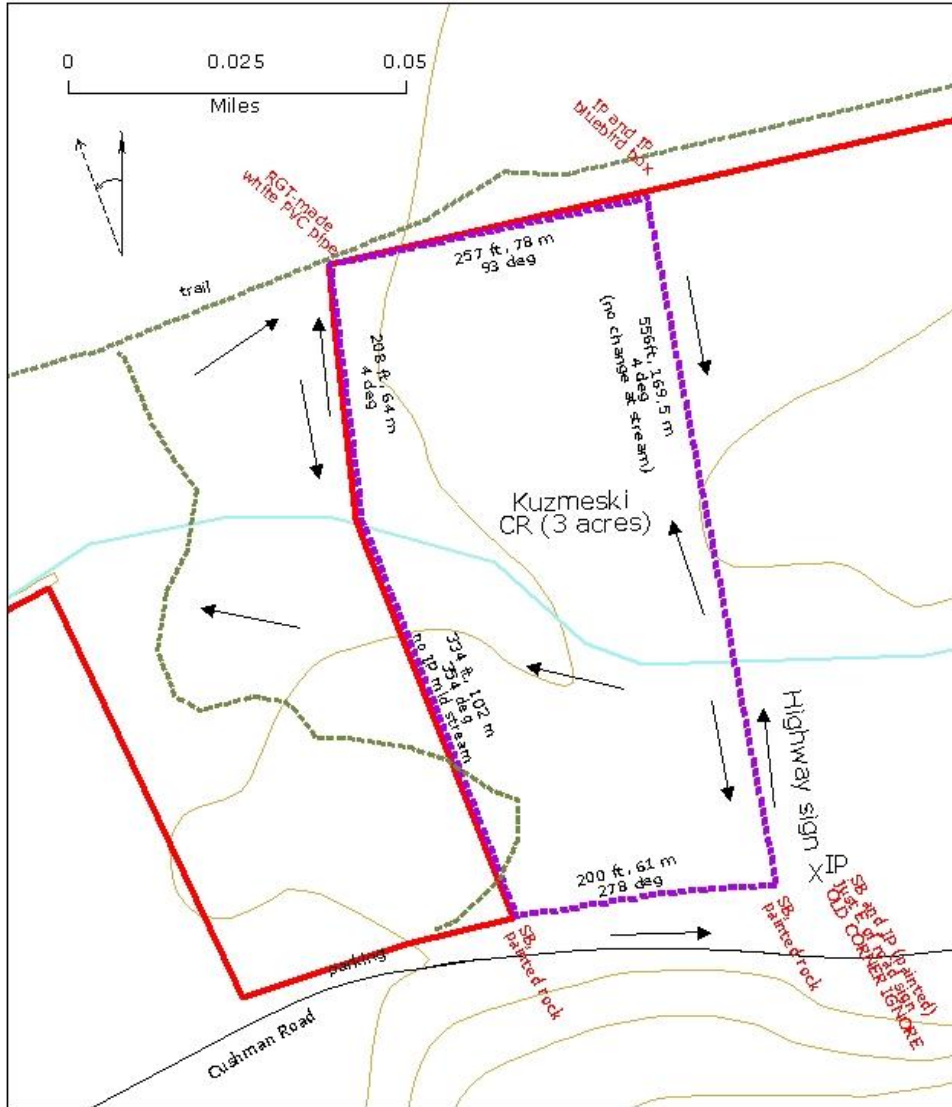 0 0.025 0.05
Miles
IP and IP
bluebird box
RGT-made
white PVC pipe
257 ft, 78 m
93 deg
trail
208 ft, 64 m
4 deg
556ft, 169.5 m
4 deg
(no change at stream)
Kuzmeski
CR (3 acres)
334 ft, 102 m
354 deg
no IP mid stream
Highway sign
X IP
200 ft, 61 m
278 deg
SB and IP (painted)
just E of road sign
OLD CORNER IGNORE
SB,
painted rock
SB,
painted rock
parking
Cushman Road